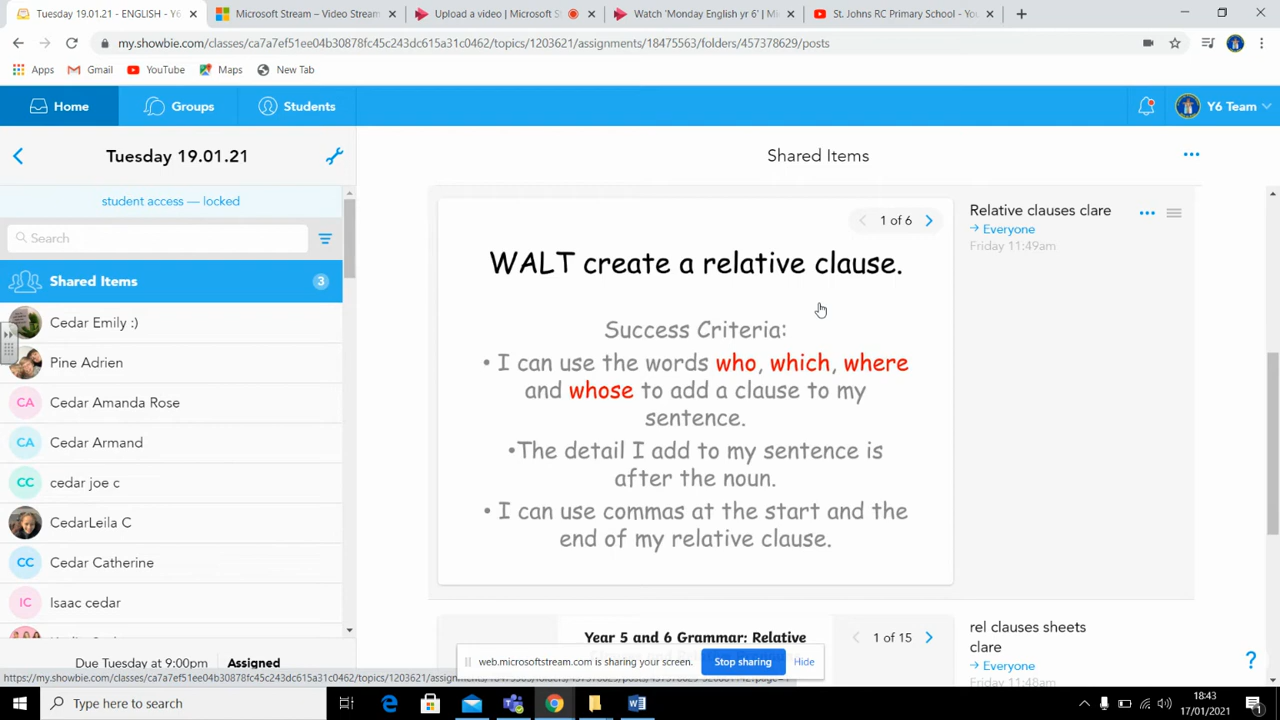 Tuesday 19.01.21 - ENGLISH - Y6
Microsoft Stream – Video Stream
Upload a video | Microsoft S
Watch 'Monday English yr 6' | Mi
St. Johns RC Primary School - You
my.showbie.com/classes/ca7a7ef51ee04b30878fc45c243dc615a31c0462/topics/1203621/assignments/18475563/folders/457378629/posts
Apps
Gmail
YouTube
Maps
New Tab
Home
Groups
Students
Y6 Team
Tuesday 19.01.21
student access — locked
Search
Shared Items
3
Cedar Emily :)
Pine Adrien
CA
Cedar Amanda Rose
CA
Cedar Armand
CC
cedar joe c
CedarLeila C
CC
Cedar Catherine
IC
Isaac cedar
Due Tuesday at 9:00pm
Assigned
Shared Items
1 of 6
WALT create a relative clause.
Success Criteria:
• I can use the words who, which, where
and whose to add a clause to my
sentence.
•The detail I add to my sentence is
after the noun.
• I can use commas at the start and the
end of my relative clause.
Relative clauses clare
Everyone
Friday 11:49am
Year 5 and 6 Grammar: Relative
1 of 15
rel clauses sheets
clare
Everyone
Friday 11:48am
web.microsoftstream.com is sharing your screen.
Stop sharing
Hide
?
Type here to search
18:43
17/01/2021